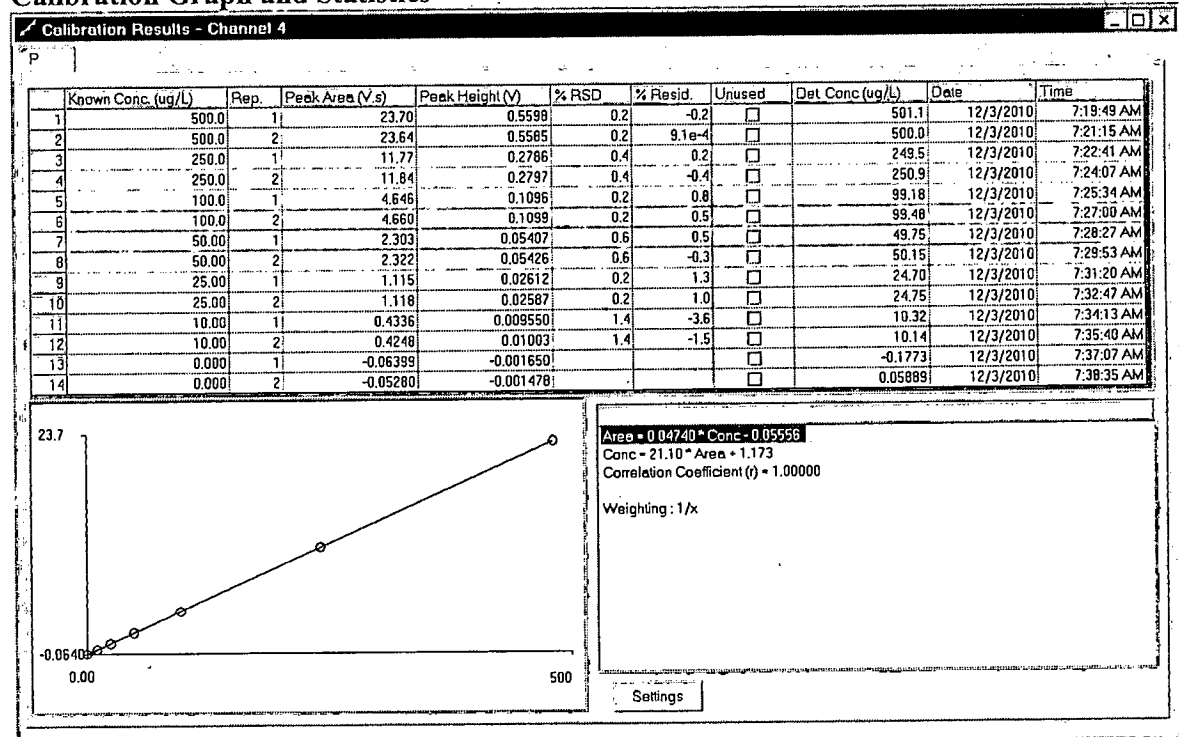 Calibration Graph and Statistics
Calibration Results - Channel 4
P
Known Conc. (ug/L) Rep. Peak Area (V.s) Peak Height (V) % RSD % Resid. Unused Det. Conc (ug/L) Date Time
1 500.0 1 23.70 0.5598 0.2 -0.2 501.1 12/3/2010 7:19:49 AM
2 500.0 2 23.64 0.5585 0.2 9.1e-4 500.0 12/3/2010 7:21:15 AM
3 250.0 1 11.77 0.2786 0.4 0.2 249.5 12/3/2010 7:22:41 AM
4 250.0 2 11.84 0.2797 0.4 -0.4 250.9 12/3/2010 7:24:07 AM
5 100.0 1 4.646 0.1096 0.2 0.8 99.18 12/3/2010 7:25:34 AM
6 100.0 2 4.660 0.1099 0.2 0.5 99.48 12/3/2010 7:27:00 AM
7 50.00 1 2.303 0.05407 0.6 0.5 49.75 12/3/2010 7:28:27 AM
8 50.00 2 2.322 0.05426 0.6 -0.3 50.15 12/3/2010 7:29:53 AM
9 25.00 1 1.115 0.02612 0.2 1.3 24.70 12/3/2010 7:31:20 AM
10 25.00 2 1.118 0.02587 0.2 1.0 24.75 12/3/2010 7:32:47 AM
11 10.00 1 0.4336 0.009550 1.4 -3.6 10.32 12/3/2010 7:34:13 AM
12 10.00 2 0.4248 0.01003 1.4 -1.5 10.14 12/3/2010 7:35:40 AM
13 0.000 1 -0.06399 -0.001650 -0.1773 12/3/2010 7:37:07 AM
14 0.000 2 -0.05280 -0.001478 0.05889 12/3/2010 7:38:35 AM
23.7
-0.0640
0.00 500
Area = 0.04740 * Conc - 0.05556
Conc = 21.10 * Area + 1.173
Correlation Coefficient (r) = 1.00000
Weighting : 1/x
Settings